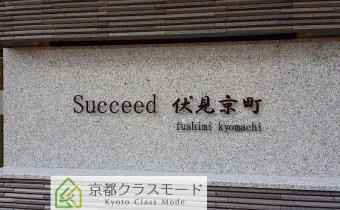 Succeed 伏見京町
fushimi kyomachi
京都クラスモード
Kyoto Class Mode